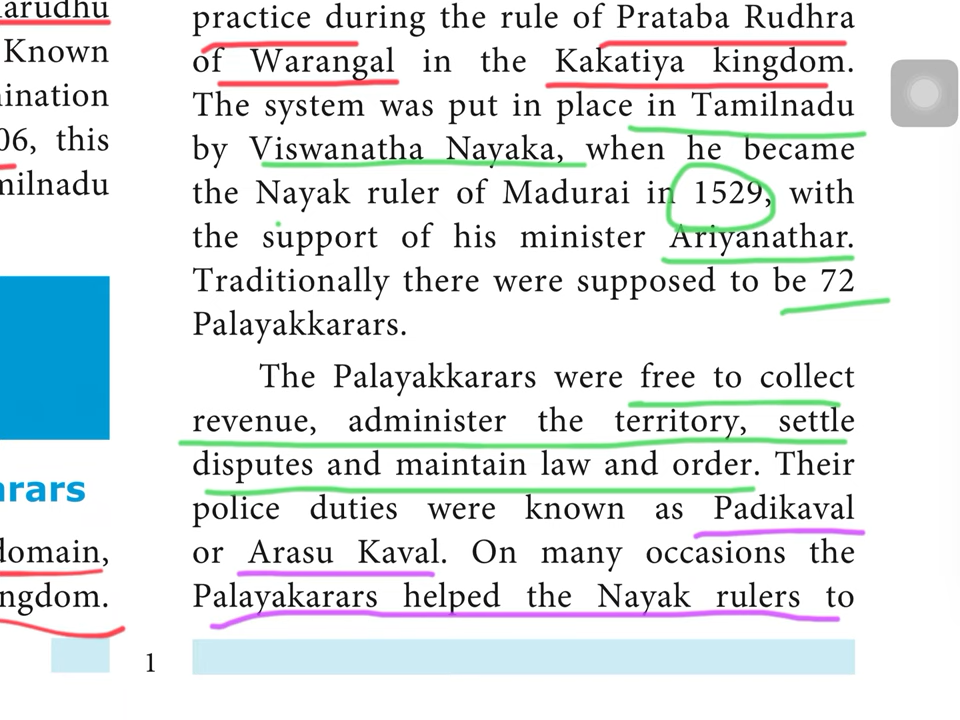 arudhu
Known
ination
06, this
milnadu
arars
domain,
ngdom.
practice during the rule of Prataba Rudhra
of Warangal in the Kakatiya kingdom.
The system was put in place in Tamilnadu
by Viswanatha Nayaka, when he became
the Nayak ruler of Madurai in 1529, with
the support of his minister Ariyanathar.
Traditionally there were supposed to be 72
Palayakkarars.
The Palayakkarars were free to collect
revenue, administer the territory, settle
disputes and maintain law and order. Their
police duties were known as Padikaval
or Arasu Kaval. On many occasions the
Palayakarars helped the Nayak rulers to
1